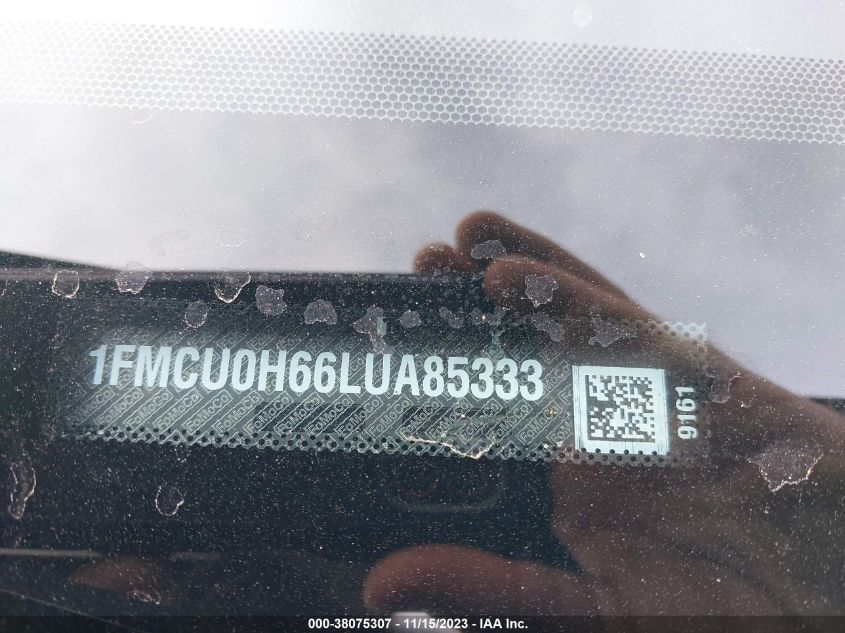 1FMCU0H66LUA85333
9161
000-38075307 - 11/15/2023 - IAA Inc.